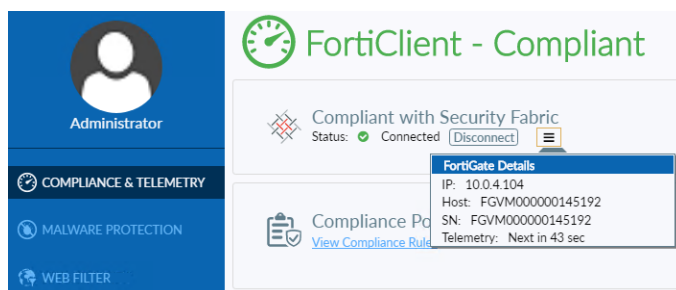 FortiClient - Compliant
Administrator
Compliant with Security Fabric
Status: Connected Disconnect
COMPLIANCE & TELEMETRY
FortiGate Details
IP: 10.0.4.104
Host: FGVM000000145192
SN: FGVM000000145192
Telemetry: Next in 43 sec
MALWARE PROTECTION
Compliance Po
View Compliance Rule
WEB FILTER